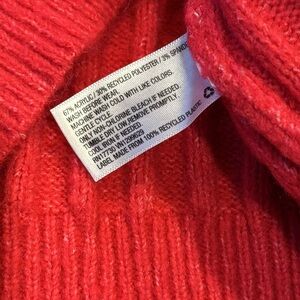 67% ACRYLIC / 30% RECYCLED POLYESTER / 3% SPANDEX
WASH BEFORE WEAR.
MACHINE WASH COLD WITH LIKE COLORS.
GENTLE CYCLE.
ONLY NON-CHLORINE BLEACH IF NEEDED.
TUMBLE DRY LOW REMOVE PROMPTLY.
COOL IRON IF NEEDED.
RN17730 VN1299629
LABEL MADE FROM 100% RECYCLED PLASTIC